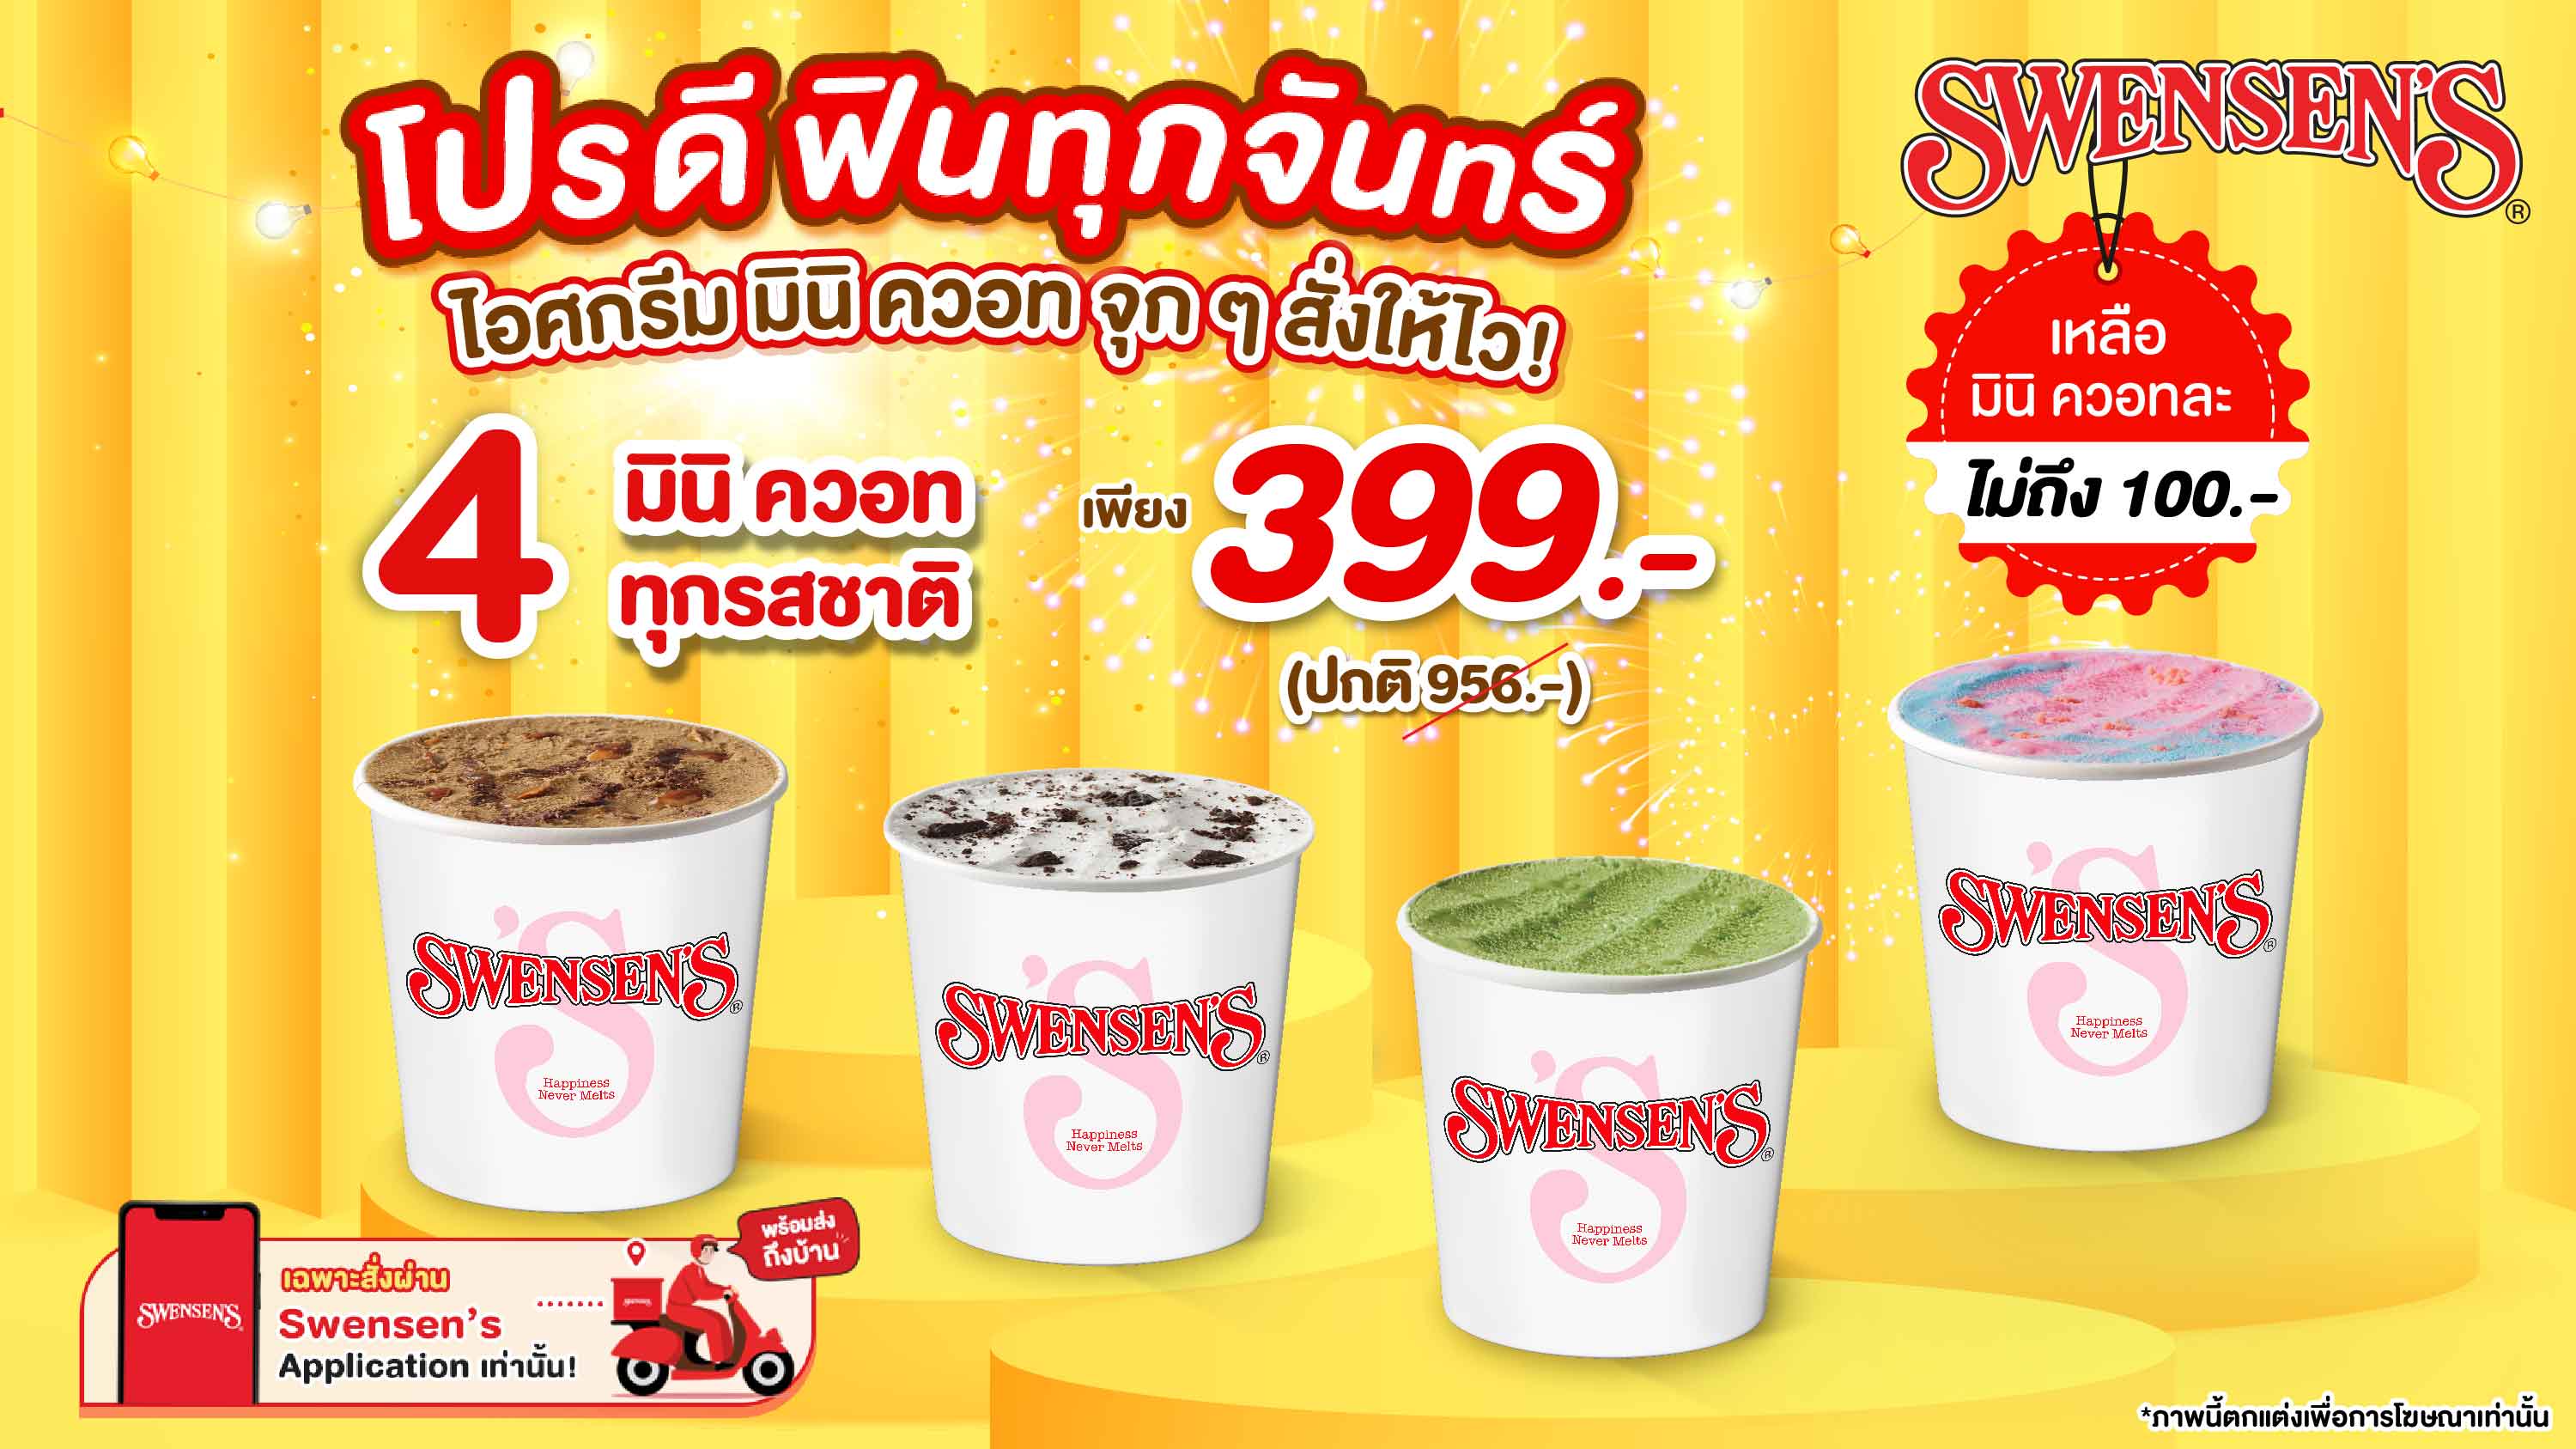 โปรดี ฟินทุกจันทร์
SWENSEN'S®
ไอศกรีม มินิ ควอท จุก ๆ สั่งให้ไว!
เหลือ
มินิ ควอทละ
ไม่ถึง 100.-
4 มินิ ควอท
ทุกรสชาติ
เพียง 399.-
(ปกติ 956.-)
'S
SWENSEN'S®
Happiness
Never Melts
'S
SWENSEN'S®
Happiness
Never Melts
'S
SWENSEN'S®
Happiness
Never Melts
'S
SWENSEN'S®
Happiness
Never Melts
SWENSEN'S
เฉพาะสั่งผ่าน
Swensen's
Application เท่านั้น!
พร้อมส่ง
ถึงบ้าน
*ภาพนี้ตกแต่งเพื่อการโฆษณาเท่านั้น